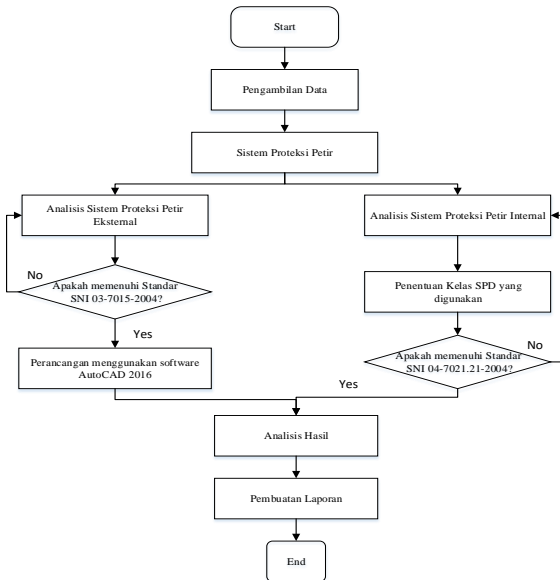 Start
Pengambilan Data
Sistem Proteksi Petir
Analisis Sistem Proteksi Petir
Eksternal
Analisis Sistem Proteksi Petir Internal
No
Apakah memenuhi Standar
SNI 03-7015-2004?
Penentuan Kelas SPD yang
digunakan
Yes
Perancangan menggunakan software
AutoCAD 2016
No
Apakah memenuhi Standar
SNI 04-7021.21-2004?
Yes
Analisis Hasil
Pembuatan Laporan
End